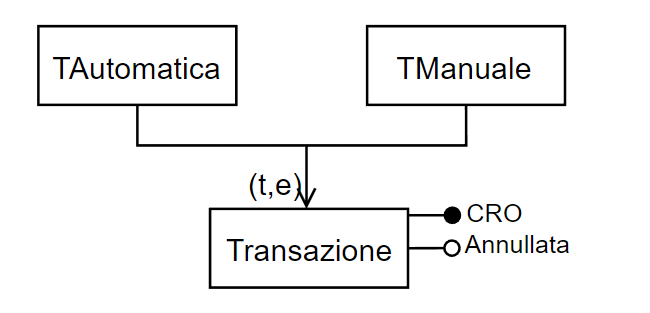 TAutomatica
TManuale
(t,e)
CRO
Annullata
Transazione